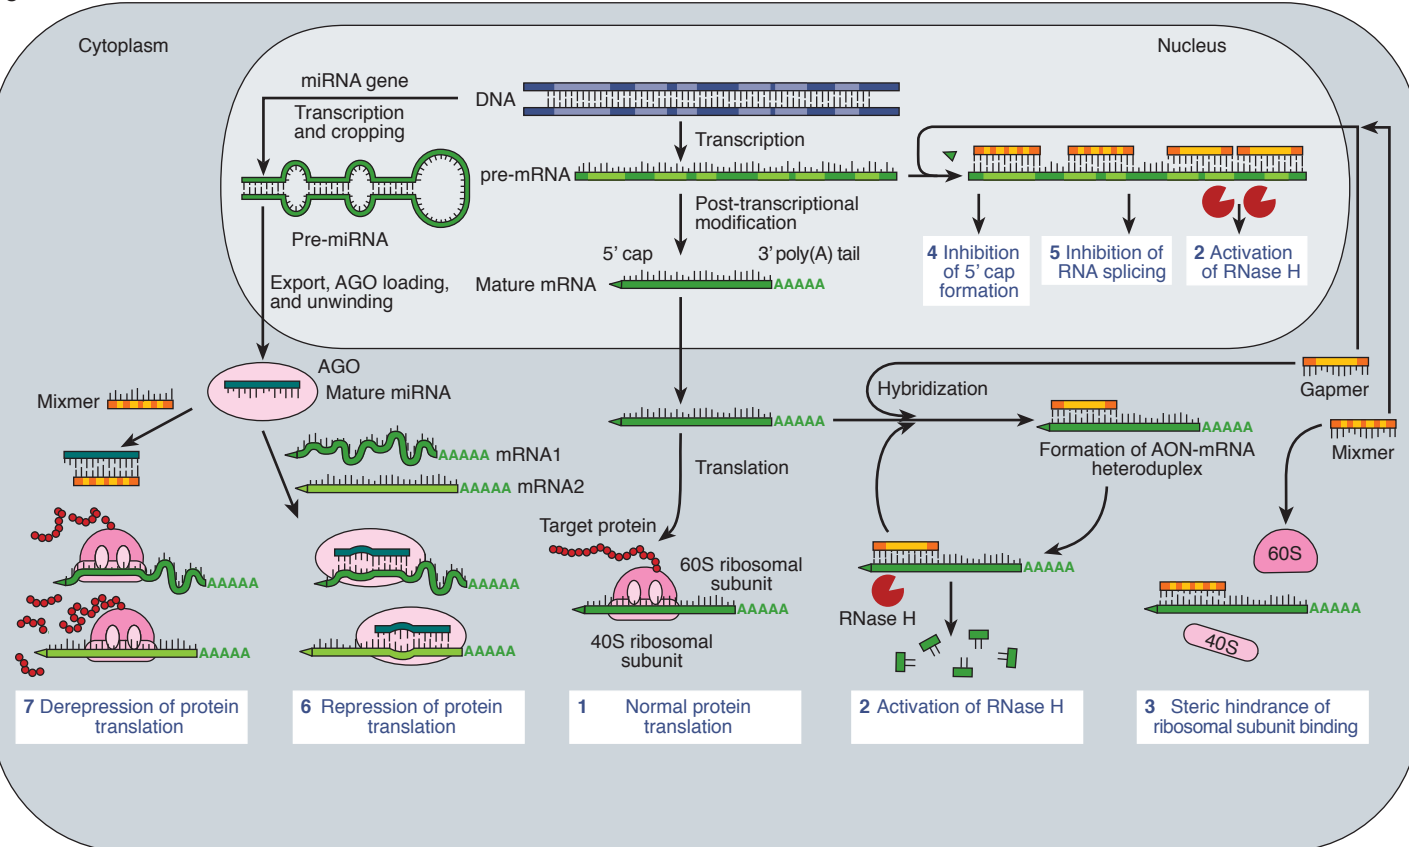 Cytoplasm
Nucleus
miRNA gene
Transcription
and cropping
DNA
Transcription
pre-mRNA
Post-transcriptional
modification
Pre-miRNA
5’ cap
3’ poly(A) tail
Mature mRNA
AAAAA
4 Inhibition
of 5’ cap
formation
5 Inhibition of
RNA splicing
2 Activation
of RNase H
Export, AGO loading,
and unwinding
AGO
Mature miRNA
Mixmer
Hybridization
Gapmer
AAAAA
AAAAA
Formation of AON-mRNA
heteroduplex
Mixmer
AAAAA mRNA1
AAAAA mRNA2
Translation
Target protein
60S ribosomal
subunit
AAAAA
40S ribosomal
subunit
AAAAA
RNase H
60S
AAAAA
40S
AAAAA
AAAAA
AAAAA
AAAAA
7 Derepression of protein
translation
6 Repression of protein
translation
1 Normal protein
translation
2 Activation of RNase H
3 Steric hindrance of
ribosomal subunit binding